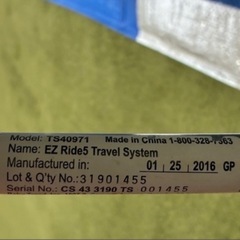 Model: TS40971 Made in China 1-800-328-7363
Name: EZ Ride5 Travel System
Manufactured in: 01 25 2016 GP
Lot & Q'ty No.: 31901455
Serial No.: CS 43 3190 TS 001455